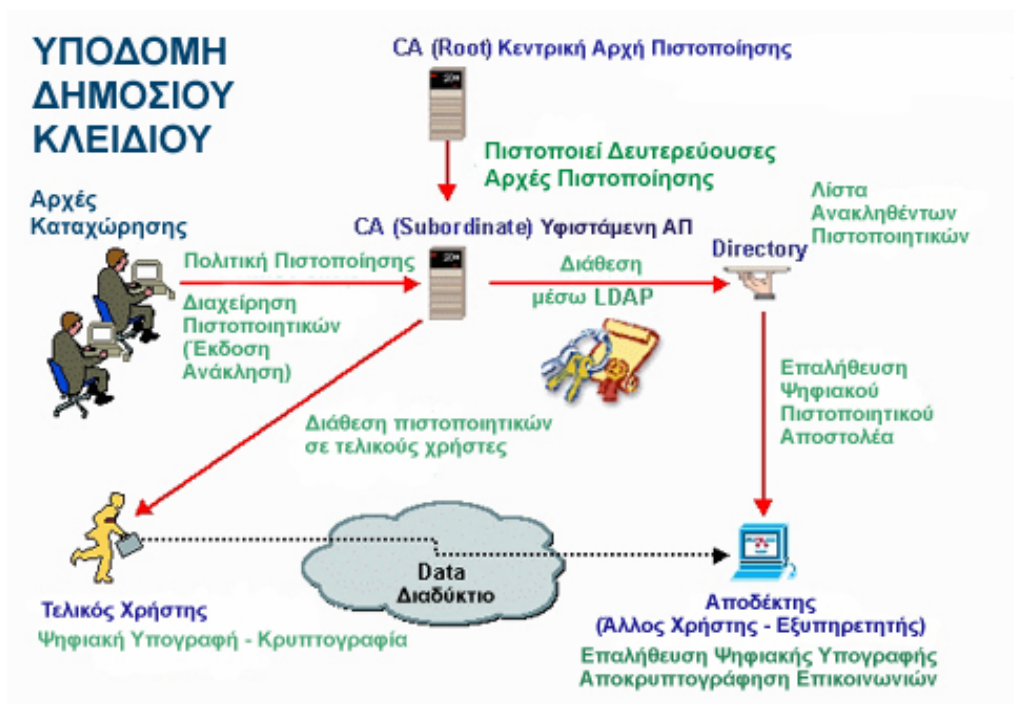 ΥΠΟΔΟΜΗ
ΔΗΜΟΣΙΟΥ
ΚΛΕΙΔΙΟΥ
CA (Root) Κεντρική Αρχή Πιστοποίησης
Πιστοποιεί Δευτερεύουσες
Αρχές Πιστοποίησης
Λίστα
Ανακληθέντων
Πιστοποιητικών
Αρχές
Καταχώρησης
CA (Subordinate) Υφιστάμενη ΑΠ
Directory
Πολιτική Πιστοποίησης
Διαχείρηση
Πιστοποιητικών
(Έκδοση
Ανάκληση)
Διάθεση
μέσω LDAP
Επαλήθευση
Ψηφιακού
Πιστοποιητικού
Αποστολέα
Διάθεση πιστοποιητικών
σε τελικούς χρήστες
Data
Διαδύκτιο
Τελικός Χρήστης
Ψηφιακή Υπογραφή - Κρυπτογραφία
Αποδέκτης
(Άλλος Χρήστης - Εξυπηρετητής)
Επαλήθευση Ψηφιακής Υπογραφής
Αποκρυπτογράφηση Επικοινωνιών